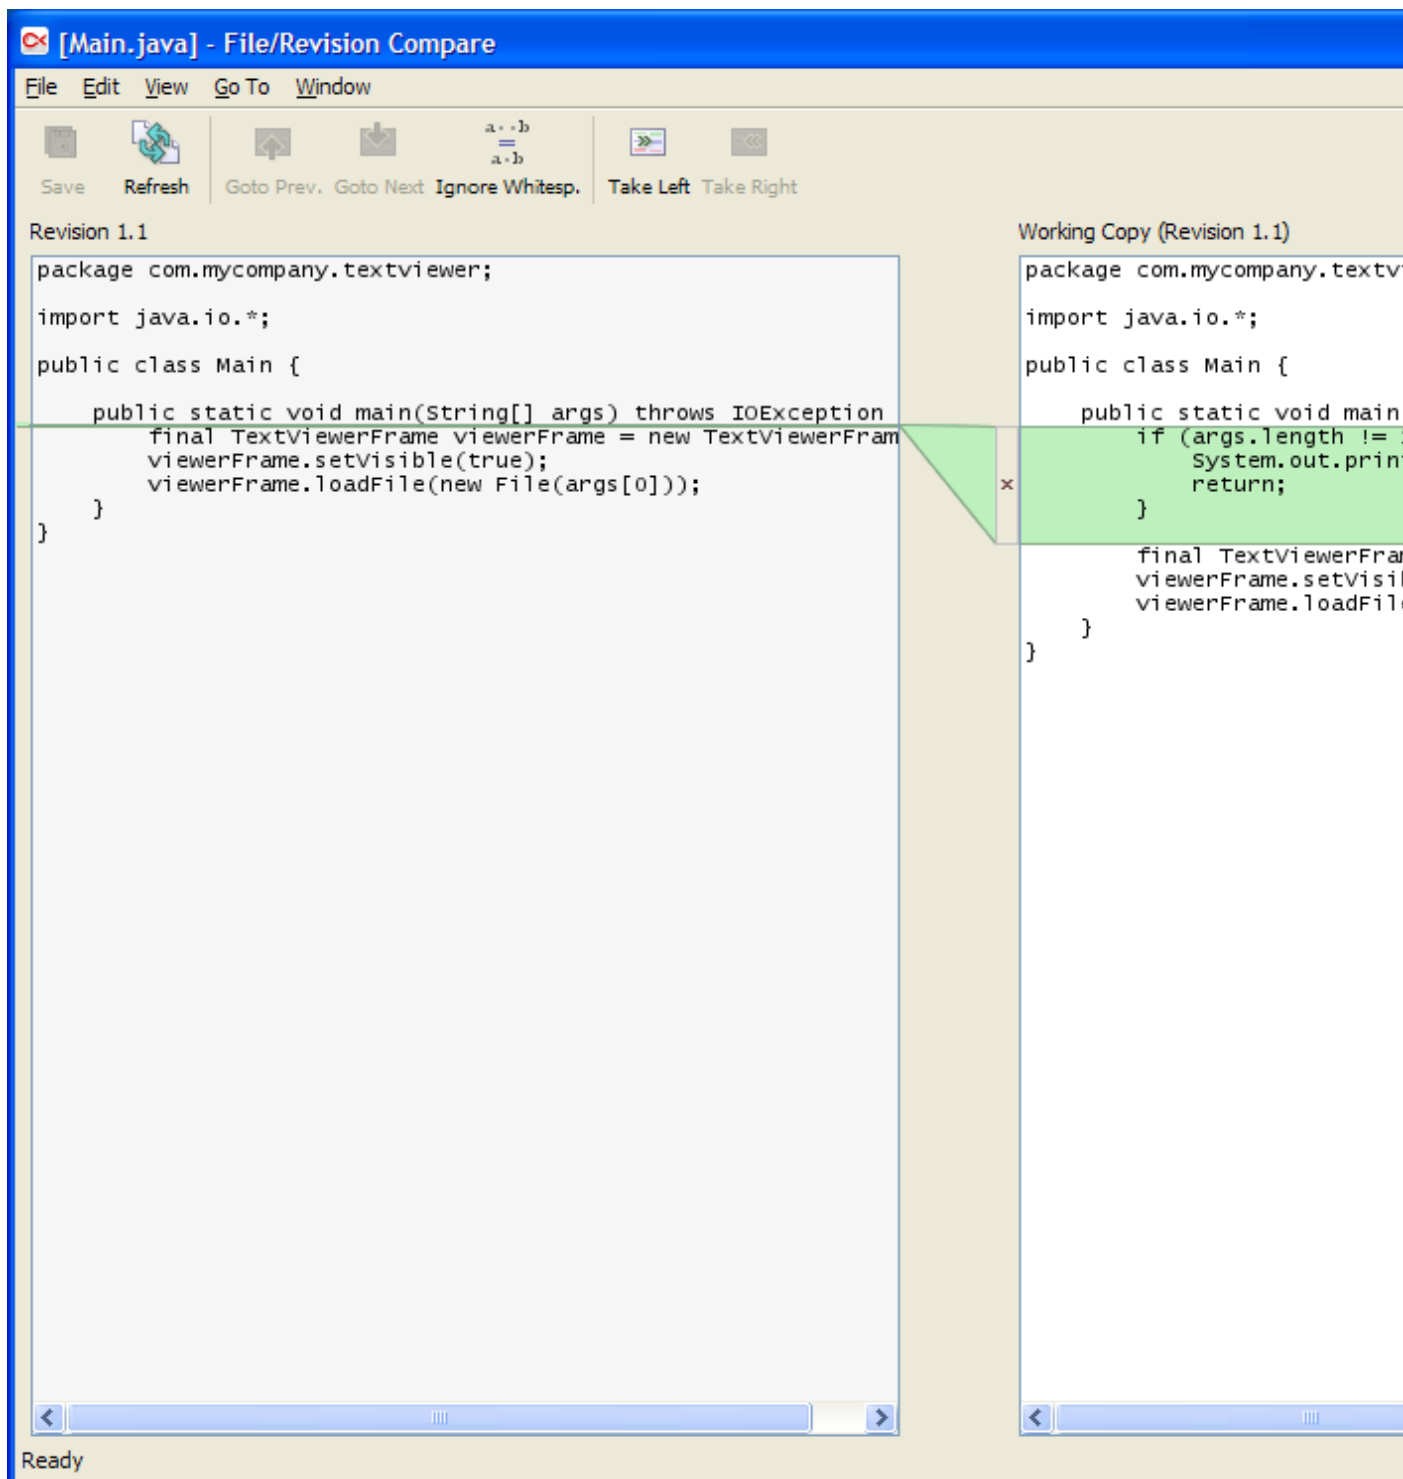 [Main.java] - File/Revision Compare
File Edit View Go To Window
a··b
=
a·b
Save Refresh Goto Prev. Goto Next Ignore Whitesp. Take Left Take Right
Revision 1.1
package com.mycompany.textviewer;
import java.io.*;
public class Main {
public static void main(String[] args) throws IOException
final TextViewerFrame viewerFrame = new TextViewerFram
viewerFrame.setVisible(true);
viewerFrame.loadFile(new File(args[0]));
}
}
Working Copy (Revision 1.1)
package com.mycompany.textv
import java.io.*;
public class Main {
public static void main
if (args.length !=
System.out.prin
return;
}
final TextViewerFra
viewerFrame.setVisi
viewerFrame.loadFil
}
}
x
Ready